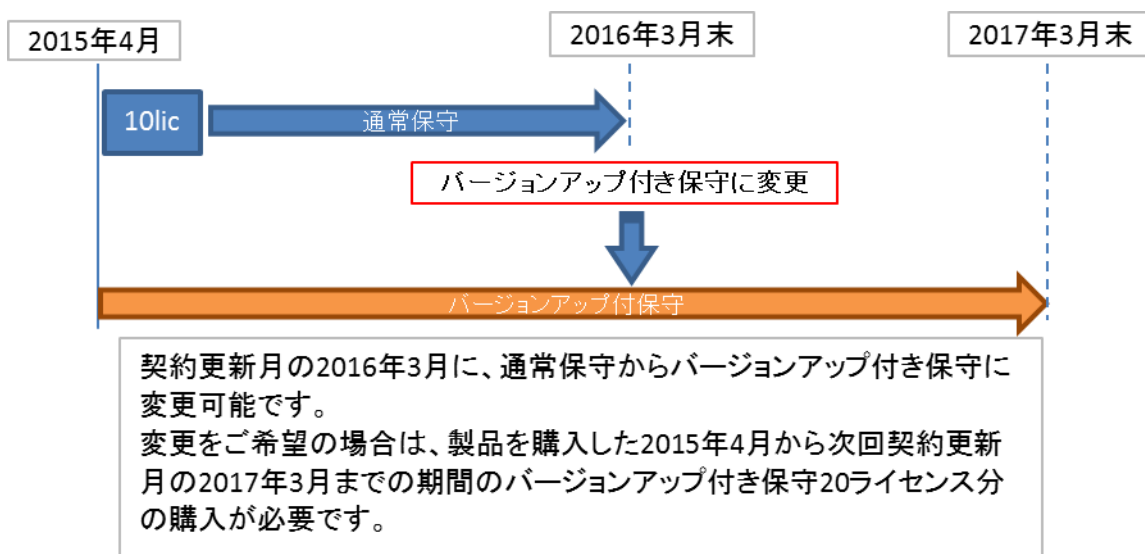 2015年4月
2016年3月末
2017年3月末
10lic
通常保守
バージョンアップ付き保守に変更
バージョンアップ付保守
契約更新月の2016年3月に、通常保守からバージョンアップ付き保守に
変更可能です。
変更をご希望の場合は、製品を購入した2015年4月から次回契約更新
月の2017年3月までの期間のバージョンアップ付き保守20ライセンス分
の購入が必要です。